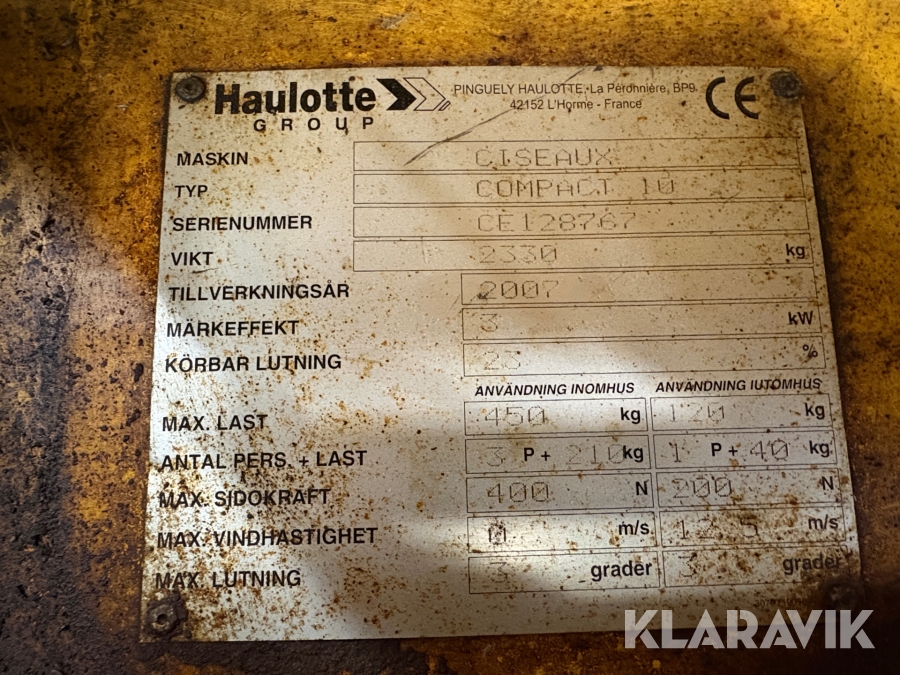 Haulotte GROUP
PINGUELY HAULOTTE · La Péronnière, BP9
42152 L'Horme - France
CE
MASKIN CISEAUX
TYP COMPACT 10
SERIENUMMER CE128767
VIKT 2330 kg
TILLVERKNINGSÅR 2007
MÄRKEFFEKT 3 kW
KÖRBAR LUTNING 23 %
ANVÄNDNING INOMHUS ANVÄNDNING IUTOMHUS
MAX. LAST 450 kg 120 kg
ANTAL PERS. + LAST 3 P + 210 kg 1 P + 40 kg
MAX. SIDOKRAFT 400 N 200 N
MAX. VINDHASTIGHET 0 m/s 12.5 m/s
MAX. LUTNING 3 grader 3 grader
KLARAVIK